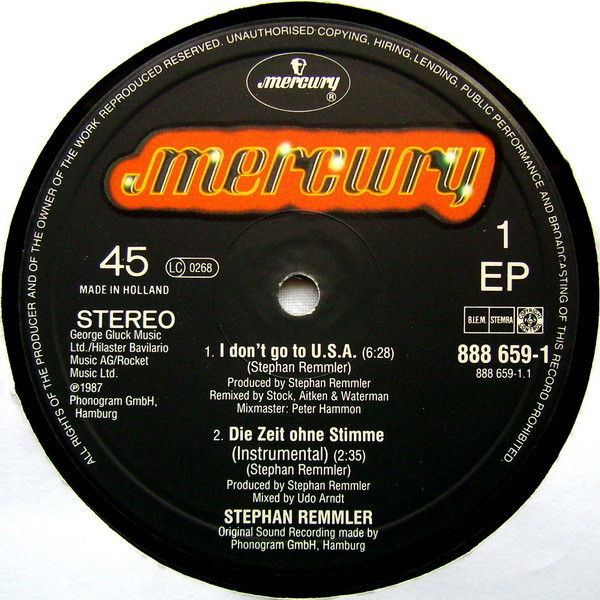 ALL RIGHTS OF THE PRODUCER AND OF THE OWNER OF THE WORK REPRODUCED RESERVED. UNAUTHORISED COPYING, HIRING, LENDING, PUBLIC PERFORMANCE AND BROADCASTING OF THIS RECORD PROHIBITED.
mercury
®
mercury
45
LC 0268
MADE IN HOLLAND
1
EP
STEREO
George Gluck Music
Ltd./Hilaster Bavilario
Music AG/Rocket
Music Ltd.
℗1987
Phonogram GmbH,
Hamburg
B.I.E.M. STEMRA
888 659-1
888 659-1.1
1. I don't go to U.S.A. (6:28)
(Stephan Remmler)
Produced by Stephan Remmler
Remixed by Stock, Aitken & Waterman
Mixmaster: Peter Hammon
2. Die Zeit ohne Stimme
(Instrumental) (2:35)
(Stephan Remmler)
Produced by Stephan Remmler
Mixed by Udo Arndt
STEPHAN REMMLER
Original Sound Recording made by
Phonogram GmbH, Hamburg